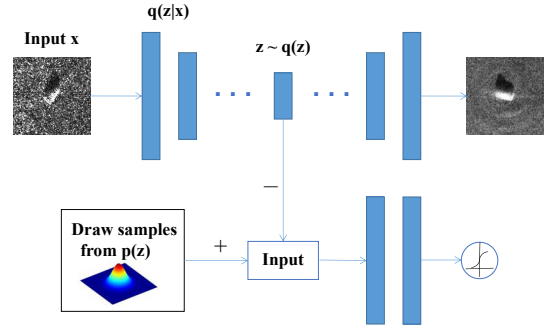 q(z|x)
Input x
z ~ q(z)
. . .
. . .
−
Draw samples
from p(z)
+
Input